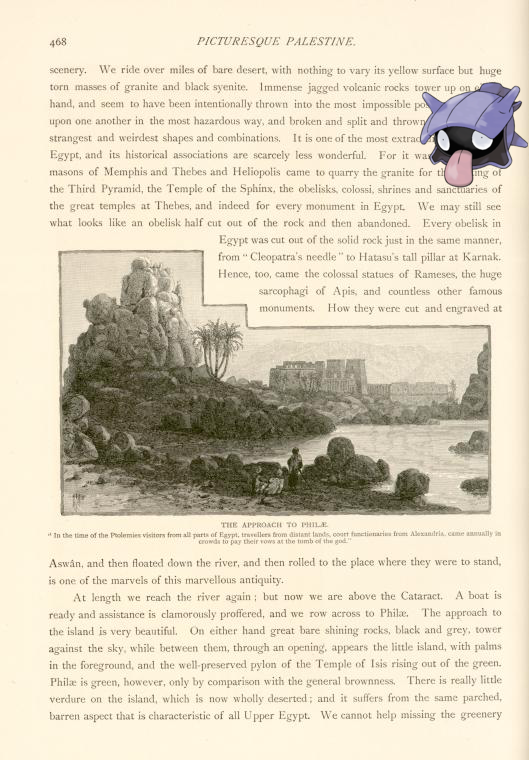 468
PICTURESQUE PALESTINE.
scenery. We ride over miles of bare desert, with nothing to vary its yellow surface but huge
torn masses of granite and black syenite. Immense jagged volcanic rocks tower up on
hand, and seem to have been intentionally thrown into the most impossible
upon one another in the most hazardous way, and broken and split and thrown
strangest and weirdest shapes and combinations. It is one of the most
Egypt, and its historical associations are scarcely less wonderful. For it was
masons of Memphis and Thebes and Heliopolis came to quarry the granite for of
the Third Pyramid, the Temple of the Sphinx, the obelisks, colossi, shrines and sanctuaries of
the great temples at Thebes, and indeed for every monument in Egypt. We may still see
what looks like an obelisk half cut out of the rock and then abandoned. Every obelisk in
Egypt was cut out of the solid rock just in the same manner,
from "Cleopatra's needle" to Hatasu's tall pillar at Karnak.
Hence, too, came the colossal statues of Rameses, the huge
sarcophagi of Apis, and countless other famous
monuments. How they were cut and engraved at
THE APPROACH TO PHILÆ.
"In the time of the Ptolemies visitors from all parts of Egypt, travellers from distant lands, court functionaries from Alexandria, came annually in
crowds to pay their vows at the tomb of the god."
Aswân, and then floated down the river, and then rolled to the place where they were to stand,
is one of the marvels of this marvellous antiquity.
At length we reach the river again; but now we are above the Cataract. A boat is
ready and assistance is clamorously proffered, and we row across to Philæ. The approach to
the island is very beautiful. On either hand great bare shining rocks, black and grey, tower
against the sky, while between them, through an opening, appears the little island, with palms
in the foreground, and the well-preserved pylon of the Temple of Isis rising out of the green.
Philæ is green, however, only by comparison with the general brownness. There is really little
verdure on the island, which is now wholly deserted; and it suffers from the same parched,
barren aspect that is characteristic of all Upper Egypt. We cannot help missing the greenery